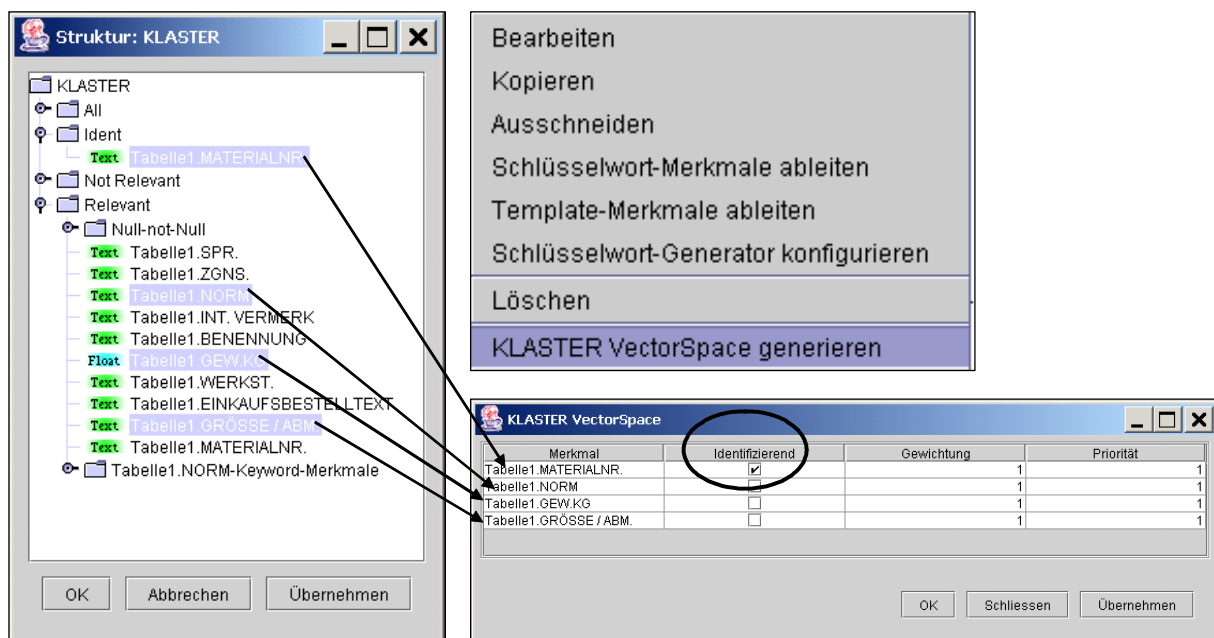 Struktur: KLASTER
KLASTER
All
Ident
Text Tabelle1.MATERIALNR.
Not Relevant
Relevant
Null-not-Null
Text Tabelle1.SPR.
Text Tabelle1.ZGNS.
Text Tabelle1.NORM
Text Tabelle1.INT. VERMERK
Text Tabelle1.BENENNUNG
Float Tabelle1.GEW.KG
Text Tabelle1.WERKST.
Text Tabelle1.EINKAUFSBESTELLTEXT
Text Tabelle1.GRÖSSE / ABM.
Text Tabelle1.MATERIALNR.
Tabelle1.NORM-Keyword-Merkmale
OK Abbrechen Übernehmen
Bearbeiten
Kopieren
Ausschneiden
Schlüsselwort-Merkmale ableiten
Template-Merkmale ableiten
Schlüsselwort-Generator konfigurieren
Löschen
KLASTER VectorSpace generieren
KLASTER VectorSpace
Merkmal Identifizierend Gewichtung Priorität
Tabelle1.MATERIALNR. 1 1
Tabelle1.NORM 1 1
Tabelle1.GEW.KG 1 1
Tabelle1.GRÖSSE / ABM. 1 1
OK Schliessen Übernehmen